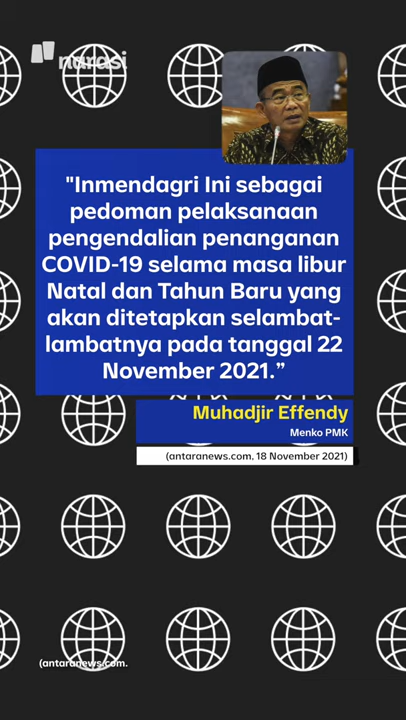 narasi
"Inmendagri Ini sebagai
pedoman pelaksanaan
pengendalian penanganan
COVID-19 selama masa libur
Natal dan Tahun Baru yang
akan ditetapkan selambat-
lambatnya pada tanggal 22
November 2021.”
Muhadjir Effendy
Menko PMK
(antaranews.com, 18 November 2021)
(antaranews.com.